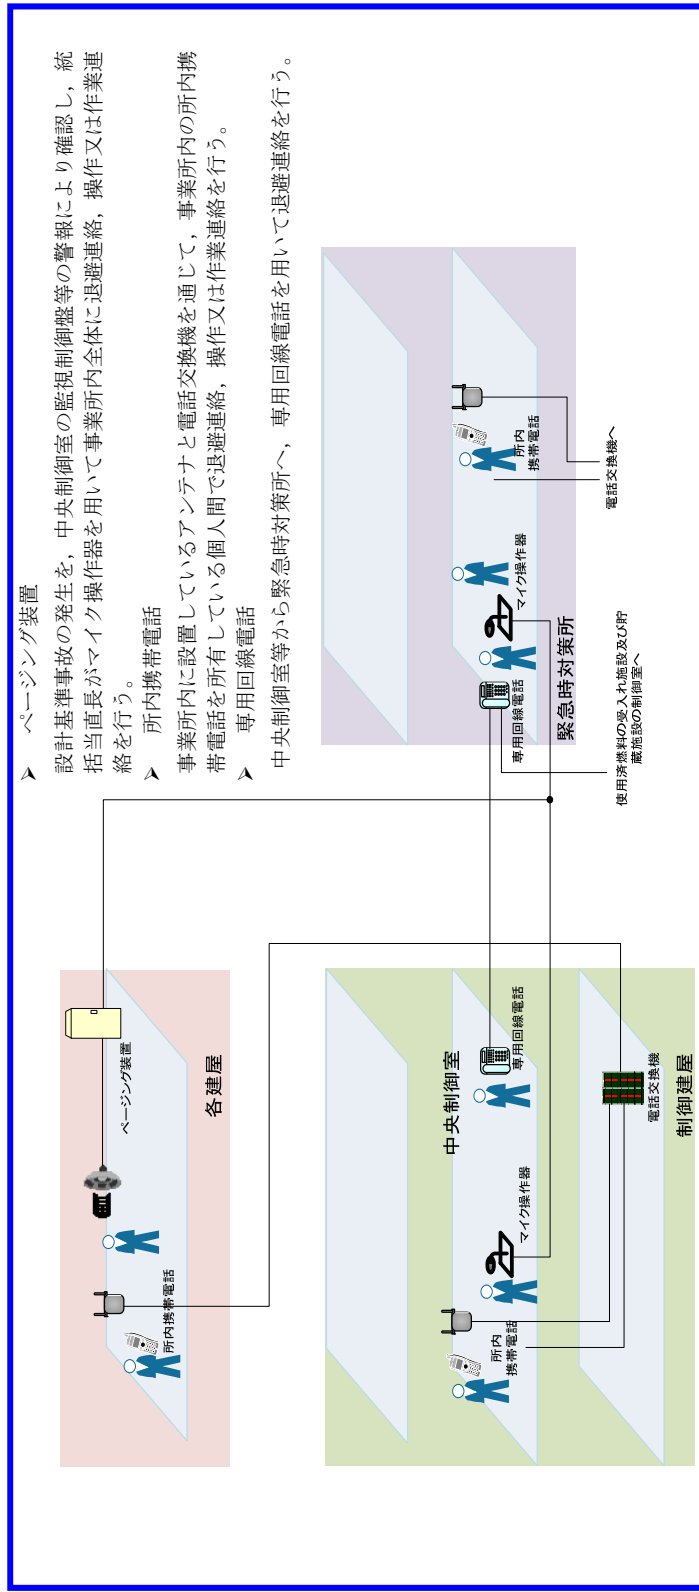 ➢ ページング装置
設計基準事故の発生を，中央制御室の監視制御盤等の警報により確認し，統
括当直長がマイク操作器を用いて事業所内全体に退避連絡，操作又は作業連
絡を行う。
➢ 所内携帯電話
事業所内に設置しているアンテナと電話交換機を通じて，事業所内の所内携
帯電話を所有している個人間で退避連絡，操作又は作業連絡を行う。
➢ 専用回線電話
中央制御室等から緊急時対策所へ，専用回線電話を用いて退避連絡を行う。
ページング装置
所内携帯電話
各建屋
中央制御室
専用回線電話
マイク操作器
所内
携帯電話
電話交換機
制御建屋
所内
携帯電話
マイク操作器
専用回線電話
緊急時対策所
電話交換機へ
使用済燃料の受入れ施設及び貯
蔵施設の制御室へ